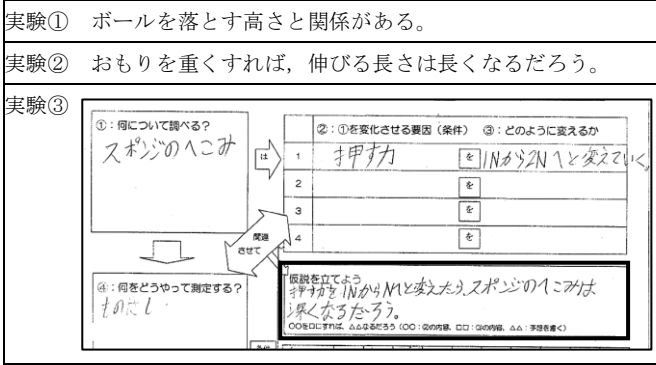 実験① ボールを落とす高さと関係がある。
実験② おもりを重くすれば，伸びる長さは長くなるだろう。
実験③
①：何について調べる？
スポンジのへこみ
は
②：①を変化させる要因（条件） ③：どのように変えるか
1 押す力 を 1Nから2Nへと変えていく。
2 を
3 を
4 を
関連
させて
④：何をどうやって測定する？
ものさし
仮説を立てよう
押す力を1Nから Nへと変えたら、スポンジのへこみは
深くなるだろう。
〇〇を口口すれば、△△なるだろう（〇〇：②の内容、口口：③の内容、△△：予想を書く）